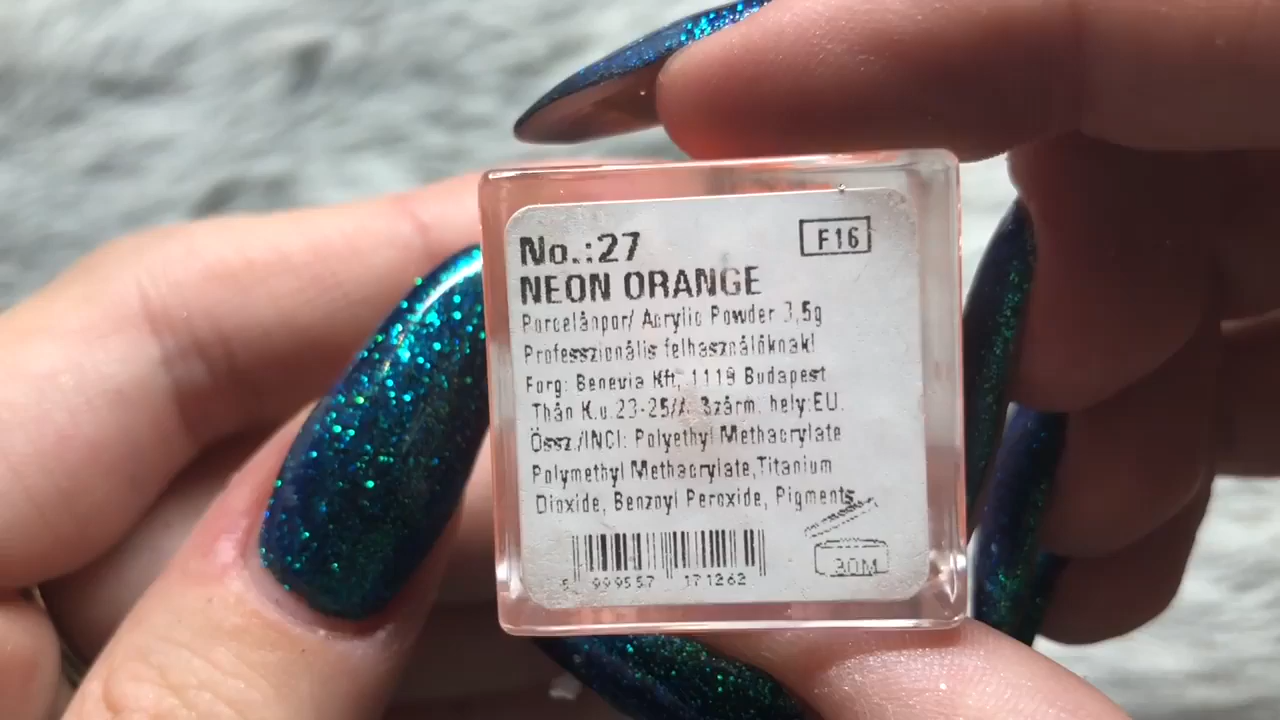 No.:27
F16
NEON ORANGE
Porcelánpor/ Acrylic Powder 3,5g
Professzionális felhasználóknak!
Forg: Benevia Kft, 1119 Budapest
Thán K.u.23-25/A. Szárm. hely:EU.
Össz./INCI: Polyethyl Methacrylate
Polymethyl Methacrylate,Titanium
Dioxide, Benzoyl Peroxide, Pigments
30M
5 999557 171262